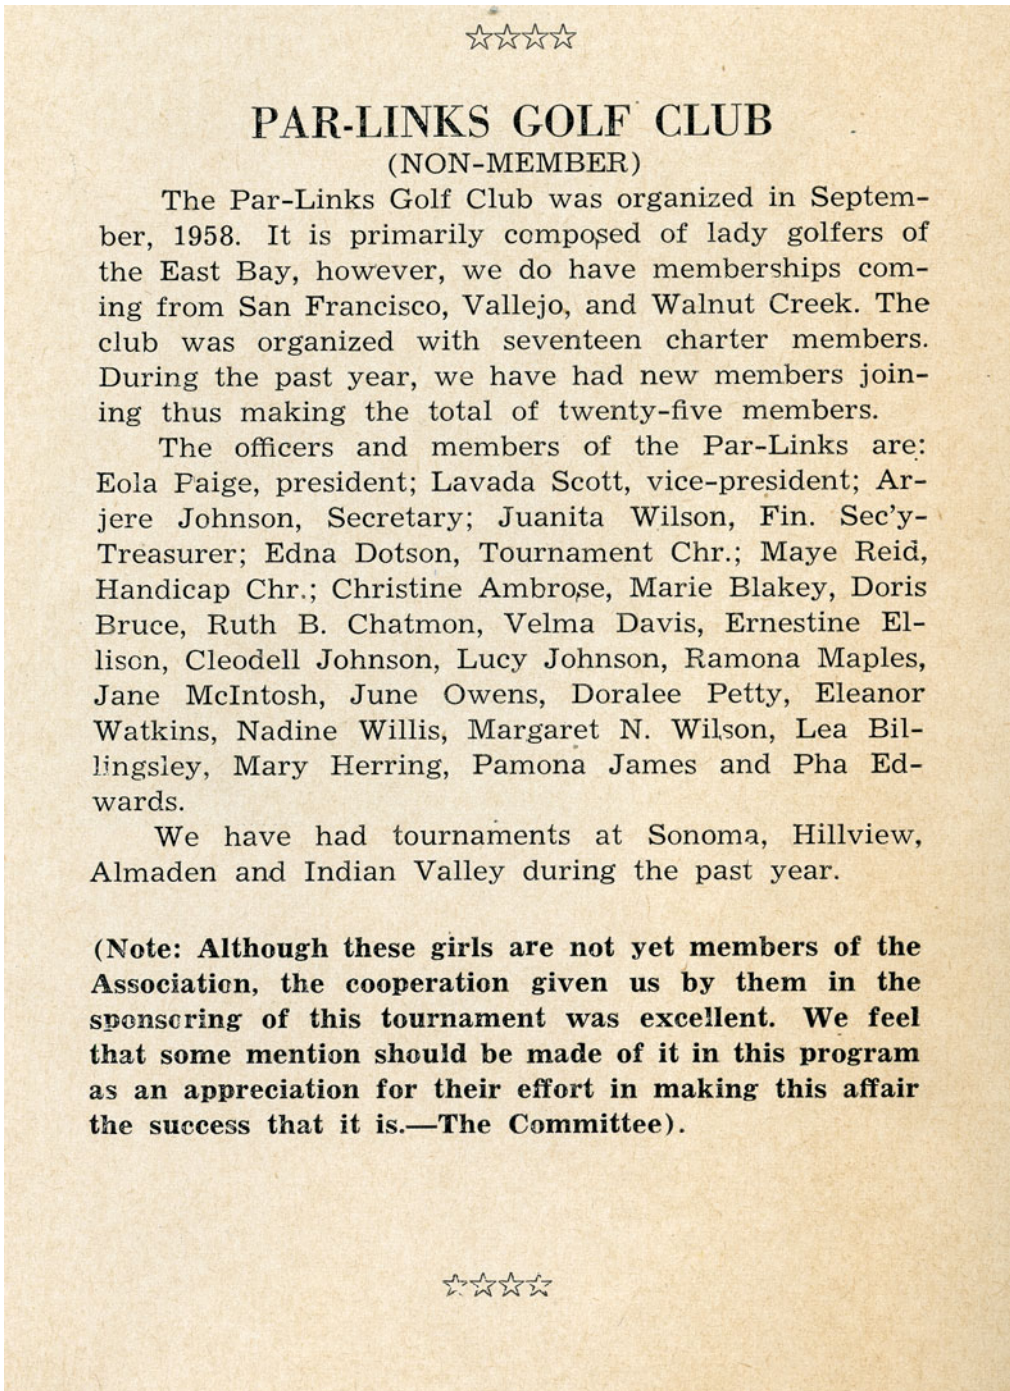 ☆☆☆☆
PAR-LINKS GOLF CLUB
(NON-MEMBER)
The Par-Links Golf Club was organized in Septem-
ber, 1958. It is primarily composed of lady golfers of
the East Bay, however, we do have memberships com-
ing from San Francisco, Vallejo, and Walnut Creek. The
club was organized with seventeen charter members.
During the past year, we have had new members join-
ing thus making the total of twenty-five members.
The officers and members of the Par-Links are:
Eola Paige, president; Lavada Scott, vice-president; Ar-
jere Johnson, Secretary; Juanita Wilson, Fin. Sec'y-
Treasurer; Edna Dotson, Tournament Chr.; Maye Reid,
Handicap Chr.; Christine Ambrose, Marie Blakey, Doris
Bruce, Ruth B. Chatmon, Velma Davis, Ernestine El-
lison, Cleodell Johnson, Lucy Johnson, Ramona Maples,
Jane McIntosh, June Owens, Doralee Petty, Eleanor
Watkins, Nadine Willis, Margaret N. Wilson, Lea Bil-
lingsley, Mary Herring, Pamona James and Pha Ed-
wards.
We have had tournaments at Sonoma, Hillview,
Almaden and Indian Valley during the past year.
(Note: Although these girls are not yet members of the
Association, the cooperation given us by them in the
sponsoring of this tournament was excellent. We feel
that some mention should be made of it in this program
as an appreciation for their effort in making this affair
the success that it is.—The Committee).
☆☆☆☆